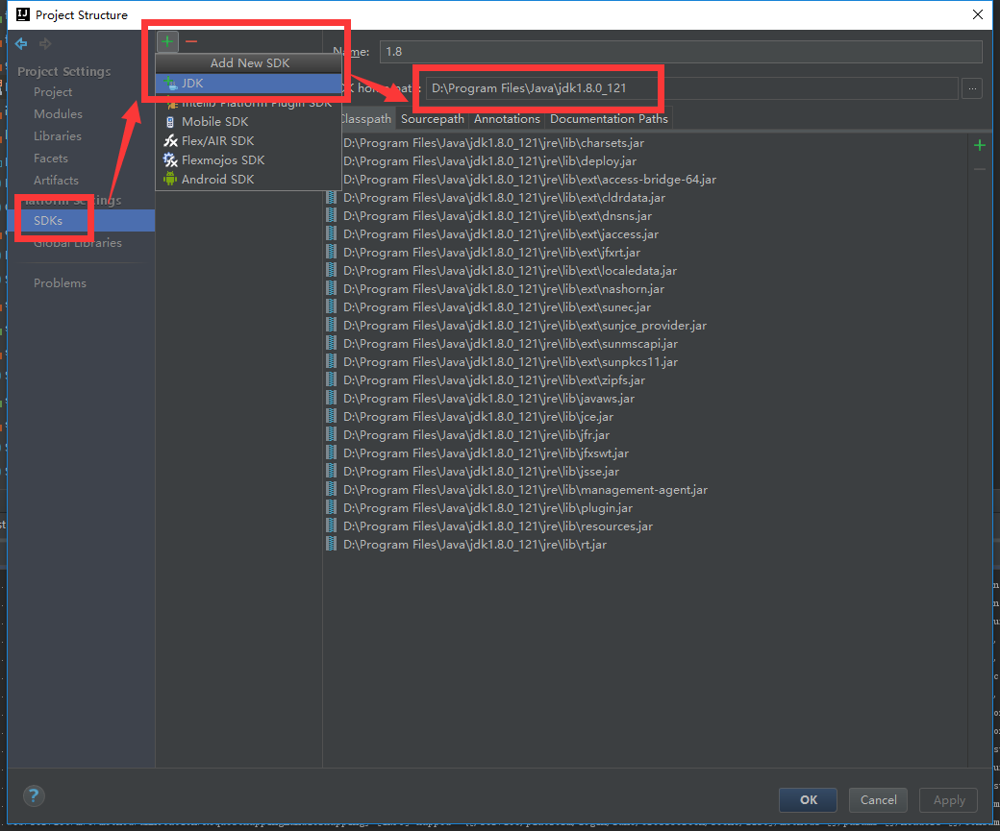 Project Structure
Project Settings
Project
Modules
Libraries
Facets
Artifacts
Platform Settings
SDKs
Global Libraries
Problems
Add New SDK
JDK
IntelliJ Platform Plugin SDK
Mobile SDK
Flex/AIR SDK
Flexmojos SDK
Android SDK
Name: 1.8
D:\Program Files\Java\jdk1.8.0_121
Classpath Sourcepath Annotations Documentation Paths
D:\Program Files\Java\jdk1.8.0_121\jre\lib\charsets.jar
D:\Program Files\Java\jdk1.8.0_121\jre\lib\deploy.jar
D:\Program Files\Java\jdk1.8.0_121\jre\lib\ext\access-bridge-64.jar
D:\Program Files\Java\jdk1.8.0_121\jre\lib\ext\cldrdata.jar
D:\Program Files\Java\jdk1.8.0_121\jre\lib\ext\dnsns.jar
D:\Program Files\Java\jdk1.8.0_121\jre\lib\ext\jaccess.jar
D:\Program Files\Java\jdk1.8.0_121\jre\lib\ext\jfxrt.jar
D:\Program Files\Java\jdk1.8.0_121\jre\lib\ext\localedata.jar
D:\Program Files\Java\jdk1.8.0_121\jre\lib\ext\nashorn.jar
D:\Program Files\Java\jdk1.8.0_121\jre\lib\ext\sunec.jar
D:\Program Files\Java\jdk1.8.0_121\jre\lib\ext\sunjce_provider.jar
D:\Program Files\Java\jdk1.8.0_121\jre\lib\ext\sunmscapi.jar
D:\Program Files\Java\jdk1.8.0_121\jre\lib\ext\sunpkcs11.jar
D:\Program Files\Java\jdk1.8.0_121\jre\lib\ext\zipfs.jar
D:\Program Files\Java\jdk1.8.0_121\jre\lib\javaws.jar
D:\Program Files\Java\jdk1.8.0_121\jre\lib\jce.jar
D:\Program Files\Java\jdk1.8.0_121\jre\lib\jfr.jar
D:\Program Files\Java\jdk1.8.0_121\jre\lib\jfxswt.jar
D:\Program Files\Java\jdk1.8.0_121\jre\lib\jsse.jar
D:\Program Files\Java\jdk1.8.0_121\jre\lib\management-agent.jar
D:\Program Files\Java\jdk1.8.0_121\jre\lib\plugin.jar
D:\Program Files\Java\jdk1.8.0_121\jre\lib\resources.jar
D:\Program Files\Java\jdk1.8.0_121\jre\lib\rt.jar
OK Cancel Apply